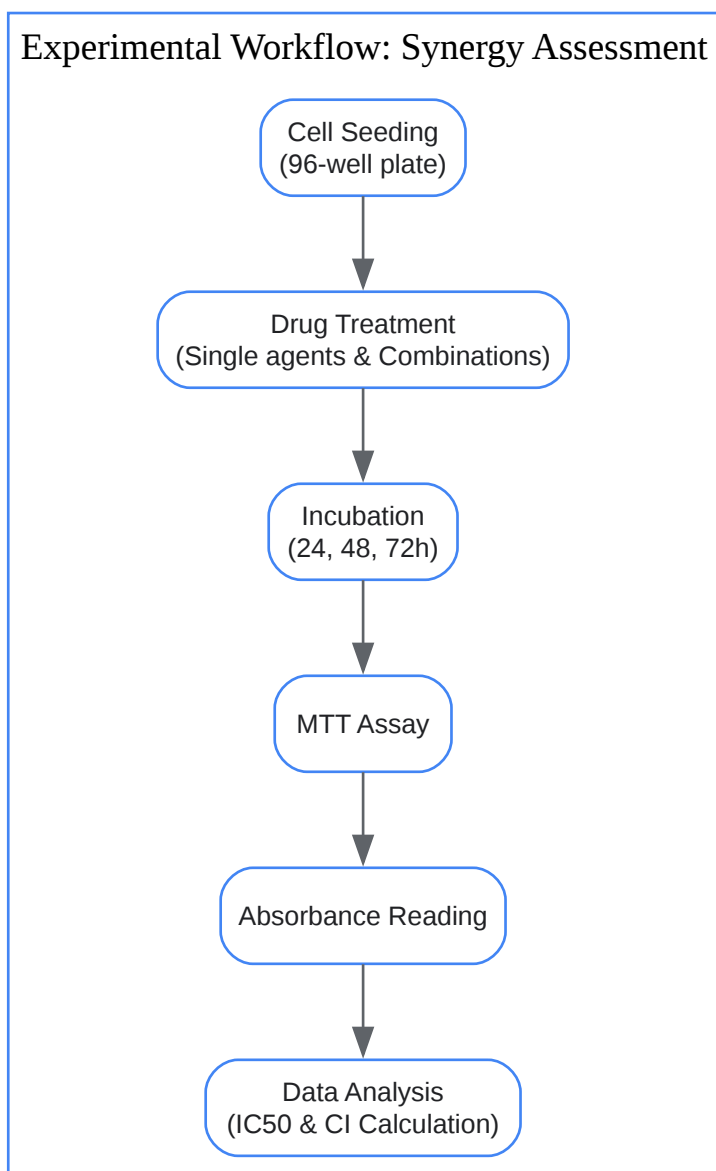 Experimental Workflow: Synergy Assessment
Cell Seeding
(96-well plate)
Drug Treatment
(Single agents & Combinations)
Incubation
(24, 48, 72h)
MTT Assay
Absorbance Reading
Data Analysis
(IC50 & CI Calculation)